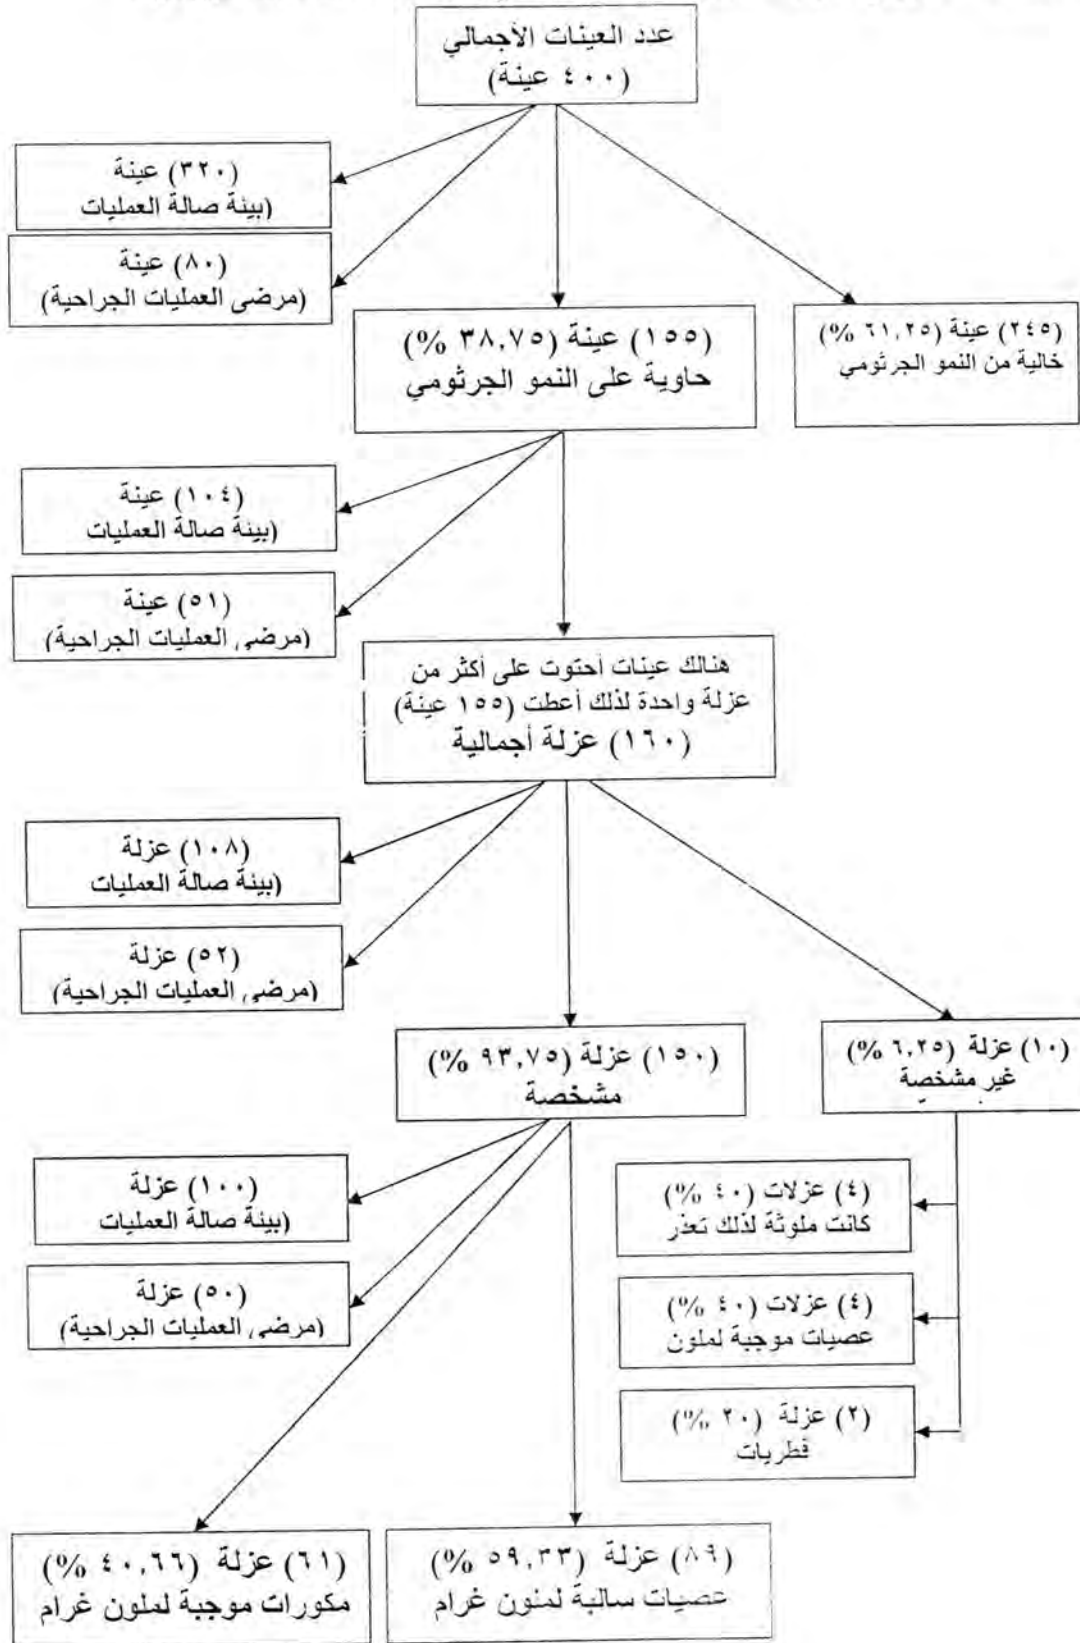 عدد العينات الأجمالي
(٤٠٠ عينة)
(٣٢٠) عينة
(بيئة صالة العمليات
(٨٠) عينة
(مرضى العمليات الجراحية)
(١٥٥) عينة (٣٨,٧٥ %)
حاوية على النمو الجرثومي
(٢٤٥) عينة (٦١,٢٥ %)
خالية من النمو الجرثومي
(١٠٤) عينة
(بيئة صالة العمليات
(٥١) عينة
(مرضى العمليات الجراحية)
هنالك عينات أحتوت على أكثر من
عزلة واحدة لذلك أعطت (١٥٥ عينة)
(١٦٠) عزلة أجمالية
(١٠٨) عزلة
(بيئة صالة العمليات
(٥٢) عزلة
(مرضى العمليات الجراحية)
(١٥٠) عزلة (٩٣,٧٥ %)
مشخصة
(١٠) عزلة (٦,٢٥ %)
غير مشخصة
(١٠٠) عزلة
(بيئة صالة العمليات
(٥٠) عزلة
(مرضى العمليات الجراحية)
(٤) عزلات (٤٠ %)
كانت ملوثة لذلك تعذر
(٤) عزلات (٤٠ %)
عصيات موجبة لملون
(٢) عزلة (٢٠ %)
فطريات
(٨٩) عزلة (٥٩,٣٣ %)
عصيات سالبة لملون غرام
(٦١) عزلة (٤٠,٦٦ %)
مكورات موجبة لملون غرام